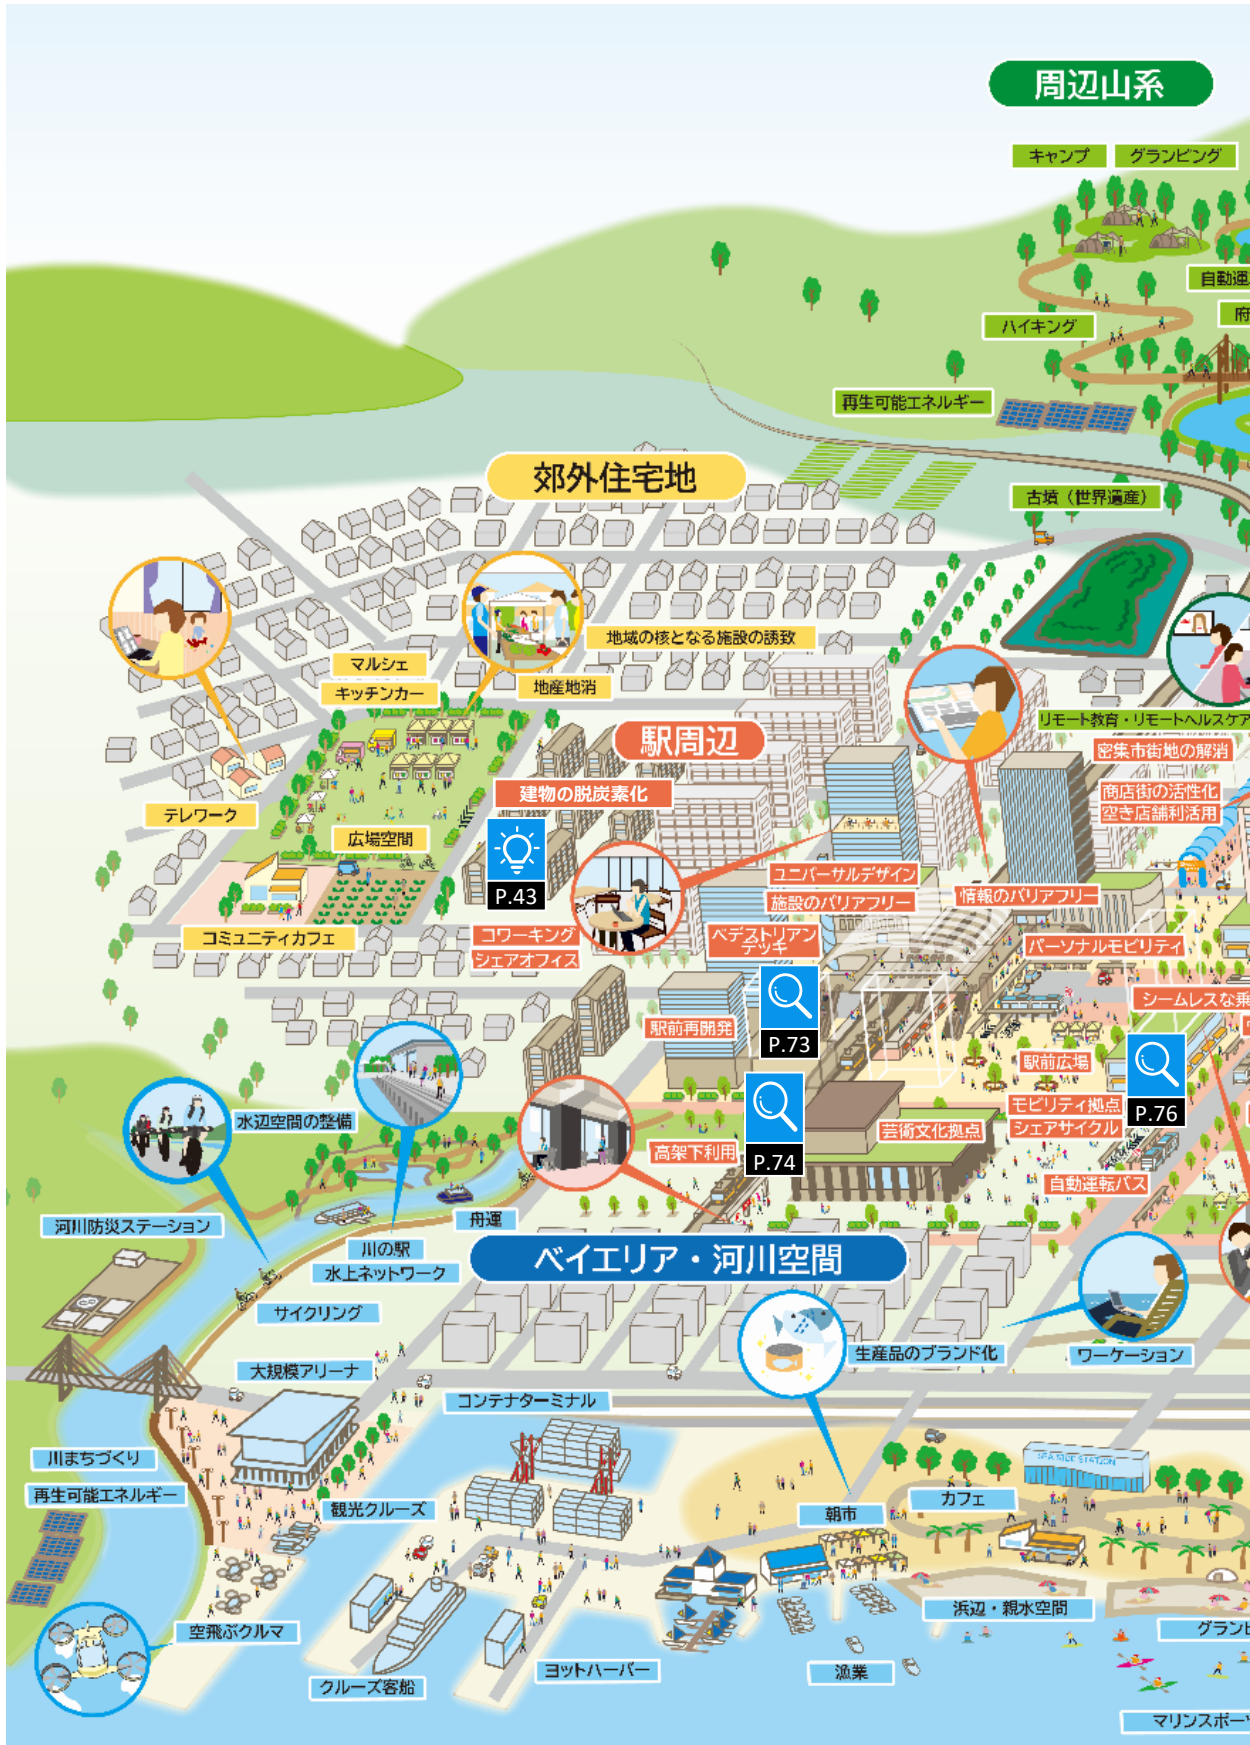 周辺山系
キャンプ
グランピング
自動運
府
ハイキング
再生可能エネルギー
郊外住宅地
古墳（世界遺産）
地域の核となる施設の誘致
マルシェ
キッチンカー
地産地消
リモート教育・リモートヘルスケア
駅周辺
密集市街地の解消
建物の脱炭素化
商店街の活性化
空き店舗利活用
テレワーク
広場空間
P.43
ユニバーサルデザイン
施設のバリアフリー
情報のバリアフリー
コミュニティカフェ
コワーキング
シェアオフィス
ペデストリアン
デッキ
パーソナルモビリティ
シームレスな乗
駅前再開発
P.73
駅前広場
水辺空間の整備
モビリティ拠点
シェアサイクル
P.76
芸術文化拠点
高架下利用
P.74
自動運転バス
河川防災ステーション
舟運
川の駅
水上ネットワーク
ベイエリア・河川空間
サイクリング
生産品のブランド化
ワーケーション
大規模アリーナ
コンテナターミナル
川まちづくり
SEA SIDE STATION
再生可能エネルギー
観光クルーズ
朝市
カフェ
浜辺・親水空間
空飛ぶクルマ
グランピ
クルーズ客船
ヨットハーバー
漁業
マリンスポー